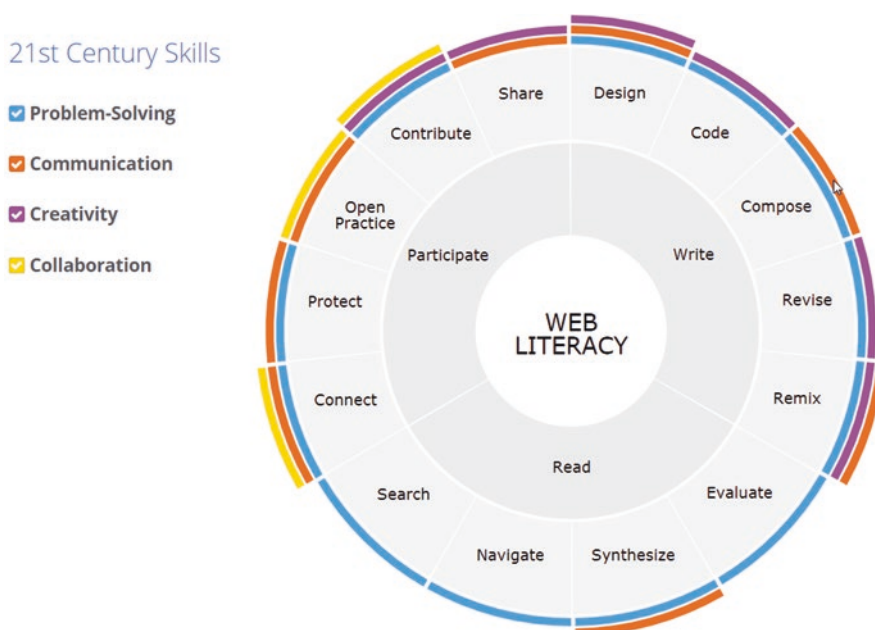 21st Century Skills
Problem-Solving
Communication
Creativity
Collaboration
Share
Design
Contribute
Code
Open
Practice
Compose
Participate
Write
Protect
Revise
WEB
LITERACY
Connect
Remix
Read
Search
Evaluate
Navigate
Synthesize